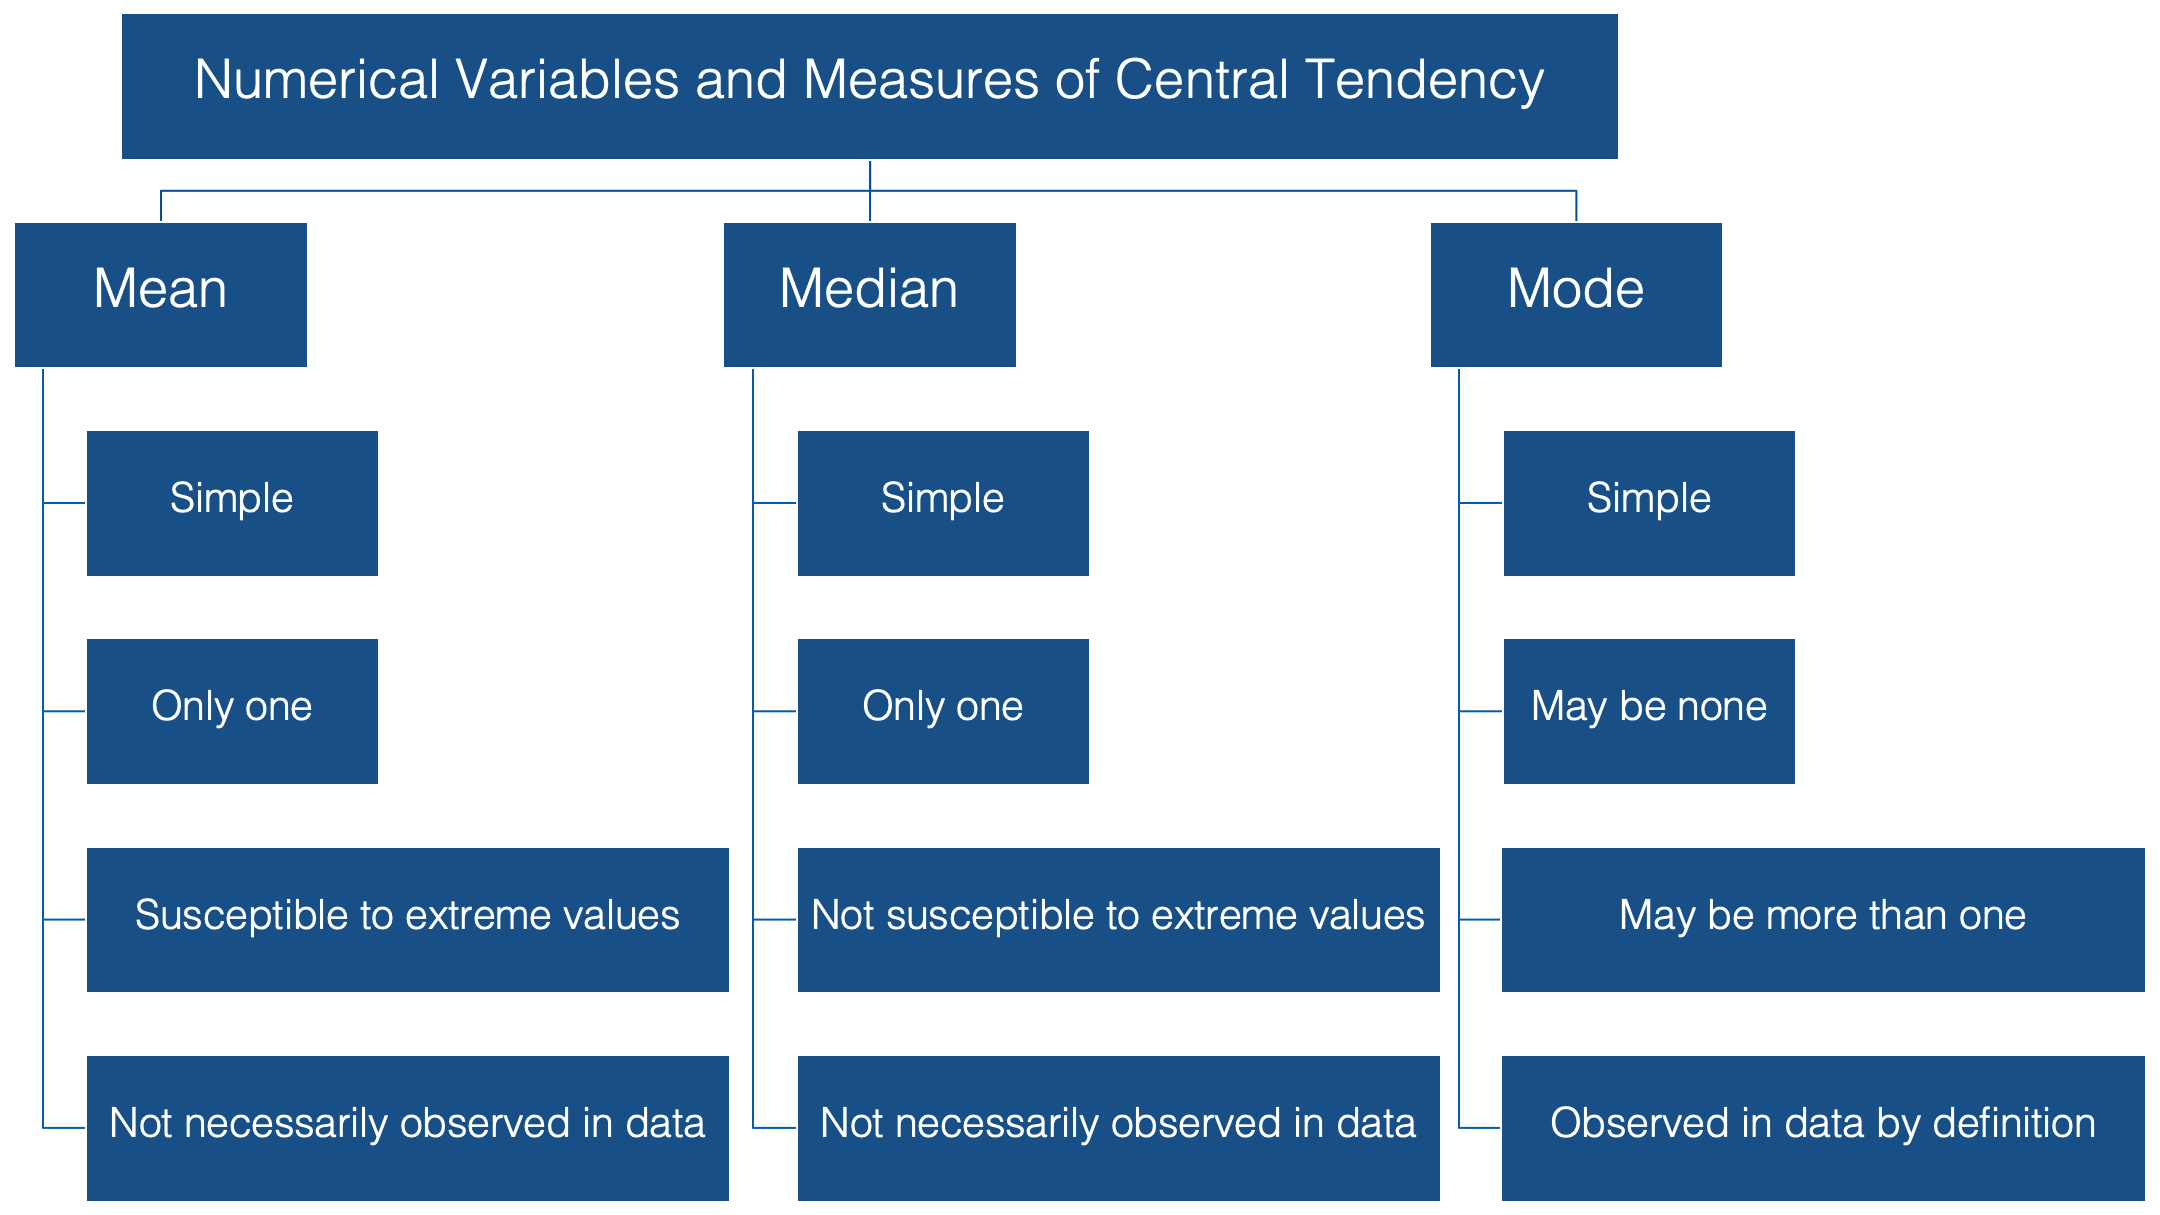 Numerical Variables and Measures of Central Tendency
Mean
Simple
Only one
Susceptible to extreme values
Not necessarily observed in data
Median
Simple
Only one
Not susceptible to extreme values
Not necessarily observed in data
Mode
Simple
May be none
May be more than one
Observed in data by definition